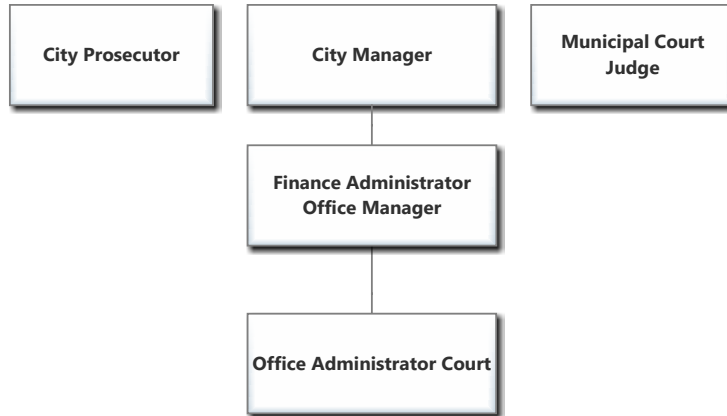 City Prosecutor
City Manager
Municipal Court
Judge
Finance Administrator
Office Manager
Office Administrator Court